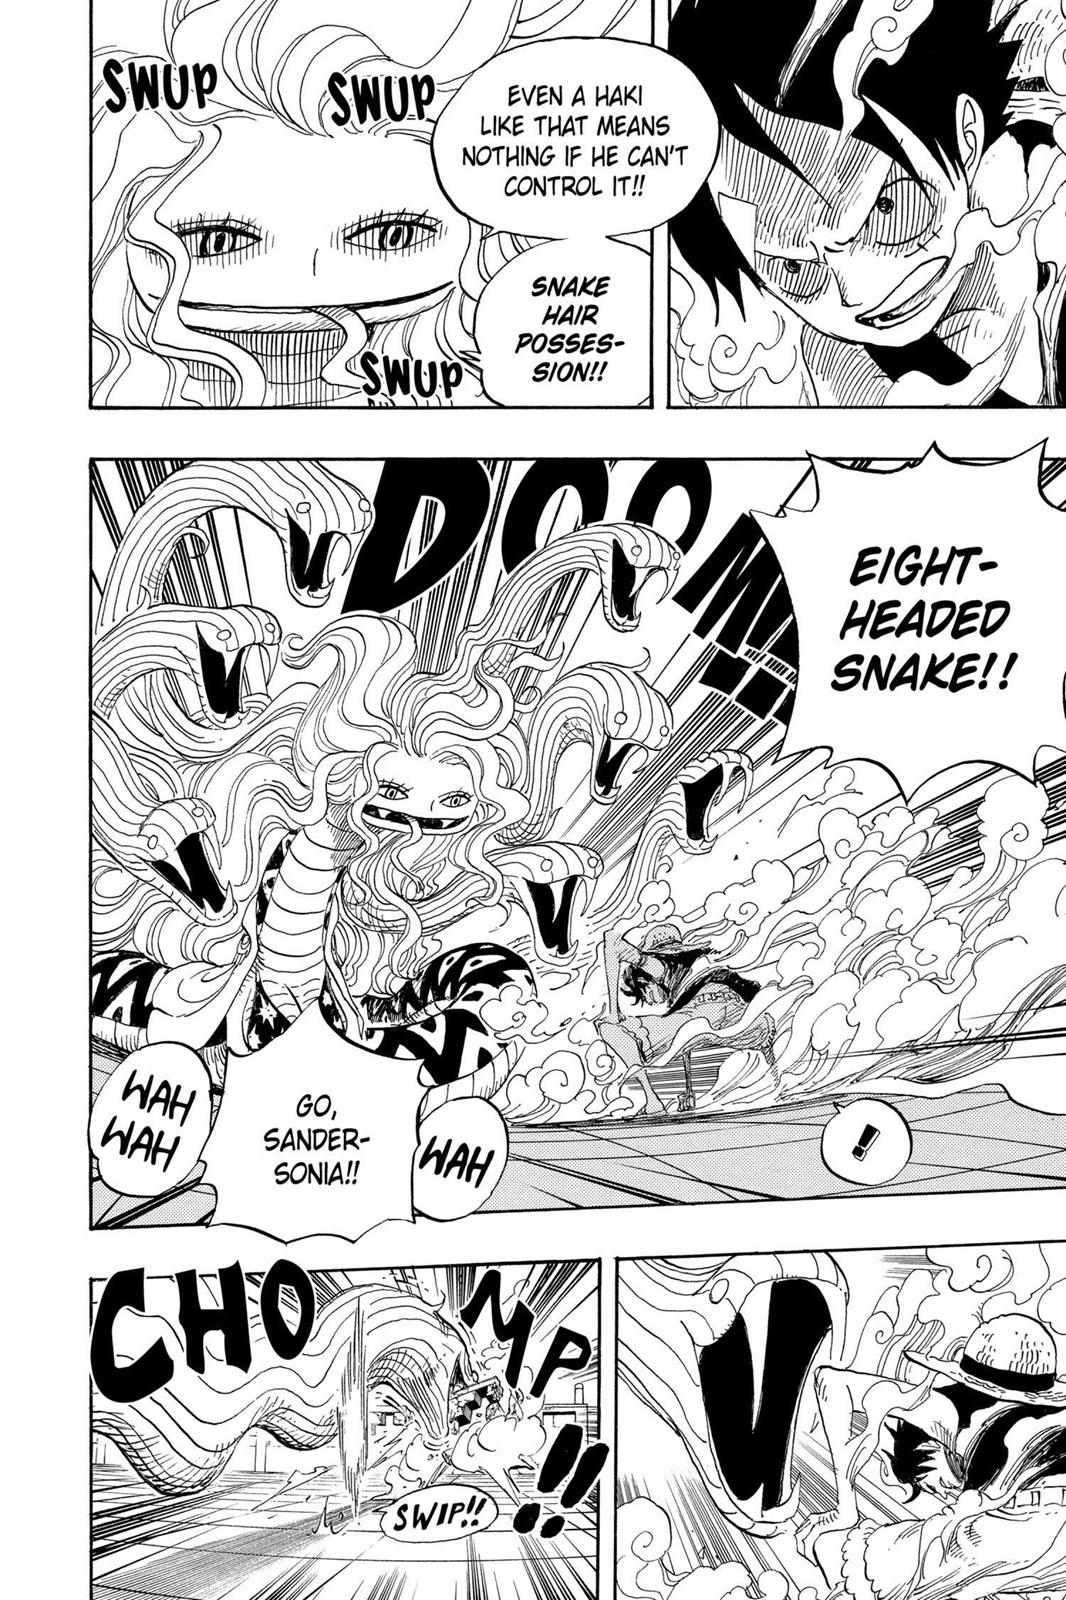 SWUP
SWUP
EVEN A HAKI
LIKE THAT MEANS
NOTHING IF HE CAN'T
CONTROL IT!!
SNAKE
HAIR
POSSES-
SION!!
SWUP
DOOM!!
EIGHT-
HEADED
SNAKE!!
WAH
WAH
GO,
SANDER-
SONIA!!
WAH
!
CHOMP!!
SWIP!!